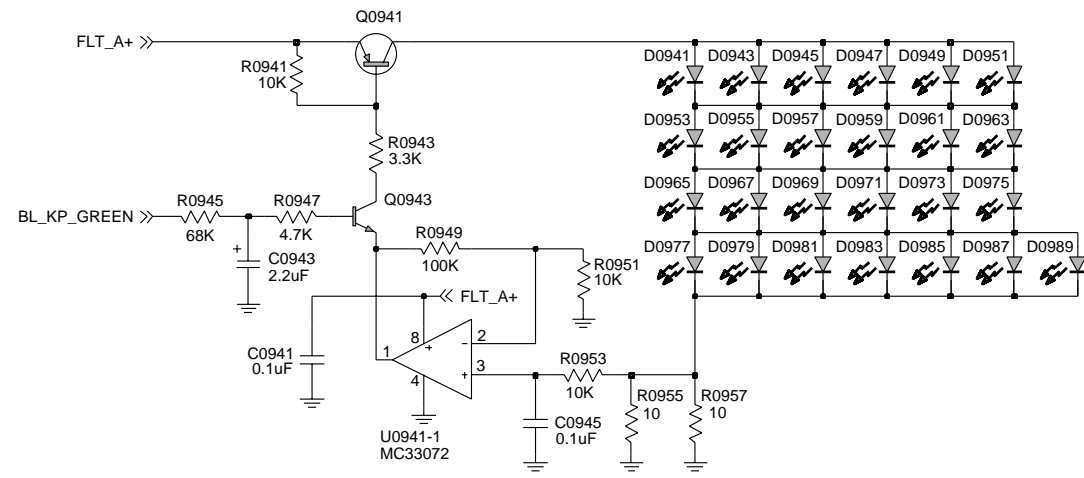 Q0941
FLT_A+
R0941
10K
D0941 D0943 D0945 D0947 D0949 D0951
R0943
3.3K
D0953 D0955 D0957 D0959 D0961 D0963
Q0943
D0965 D0967 D0969 D0971 D0973 D0975
BL_KP_GREEN
R0945
68K
R0947
4.7K
+
C0943
2.2uF
R0949
100K
R0951
10K
D0977 D0979 D0981 D0983 D0985 D0987 D0989
FLT_A+
C0941
0.1uF
8
+
1
2
-
3
+
4
R0953
10K
C0945
0.1uF
R0955
10
R0957
10
U0941-1
MC33072